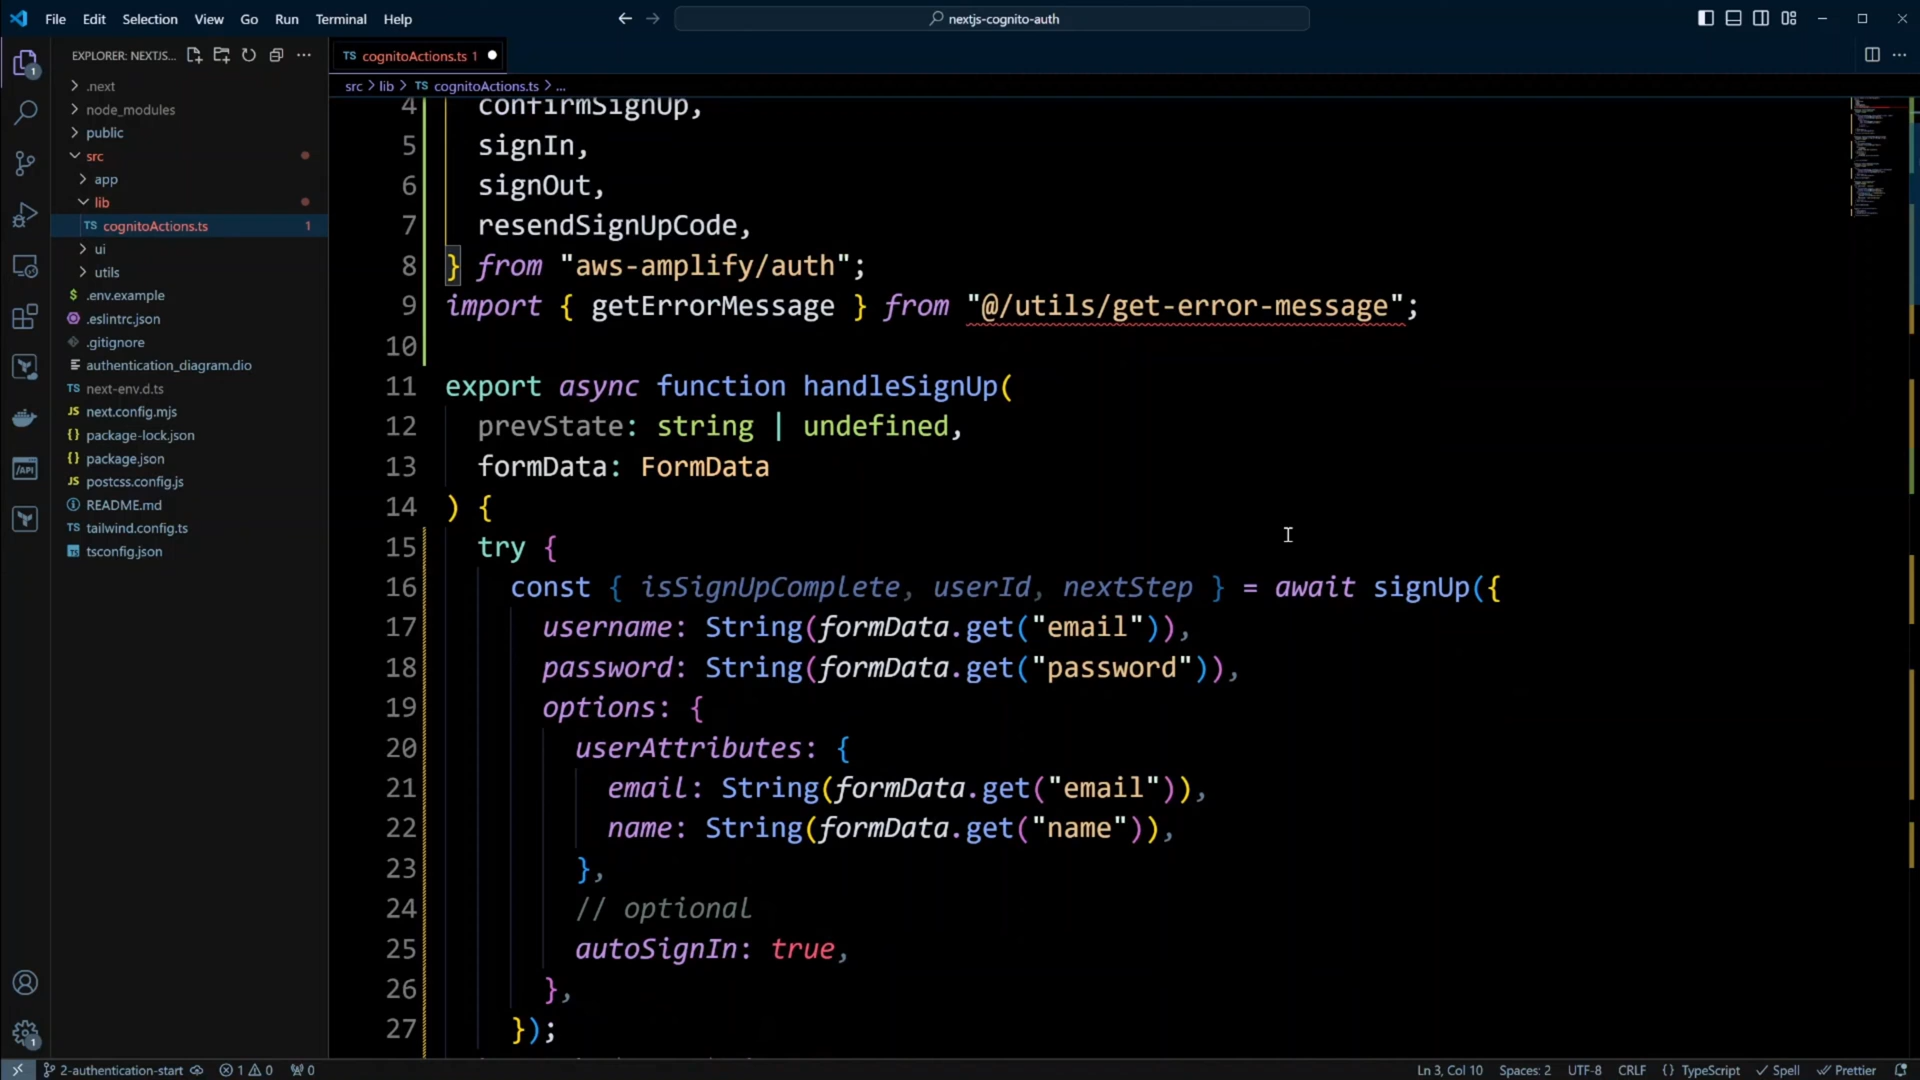 File Edit Selection View Go Run Terminal Help
nextjs-cognito-auth
EXPLORER: NEXTJS...
TS cognitoActions.ts 1
src > lib > TS cognitoActions.ts > ...
1
.next
node_modules
public
src
app
lib
TS cognitoActions.ts 1
ui
utils
$ .env.example
.eslintrc.json
.gitignore
authentication_diagram.dio
TS next-env.d.ts
JS next.config.mjs
{} package-lock.json
{} package.json
JS postcss.config.js
README.md
TS tailwind.config.ts
tsconfig.json
/API
1
4 confirmSignUp,
5 signIn,
6 signOut,
7 resendSignUpCode,
8 } from "aws-amplify/auth";
9 import { getErrorMessage } from "@/utils/get-error-message";
10
11 export async function handleSignUp(
12 prevState: string | undefined,
13 formData: FormData
14 ) {
15 try {
16 const { isSignUpComplete, userId, nextStep } = await signUp({
17 username: String(formData.get("email")),
18 password: String(formData.get("password")),
19 options: {
20 userAttributes: {
21 email: String(formData.get("email")),
22 name: String(formData.get("name")),
23 },
24 // optional
25 autoSignIn: true,
26 },
27 });
2-authentication-start 1 0 0 Ln 3, Col 10 Spaces: 2 UTF-8 CRLF {} TypeScript Spell Prettier